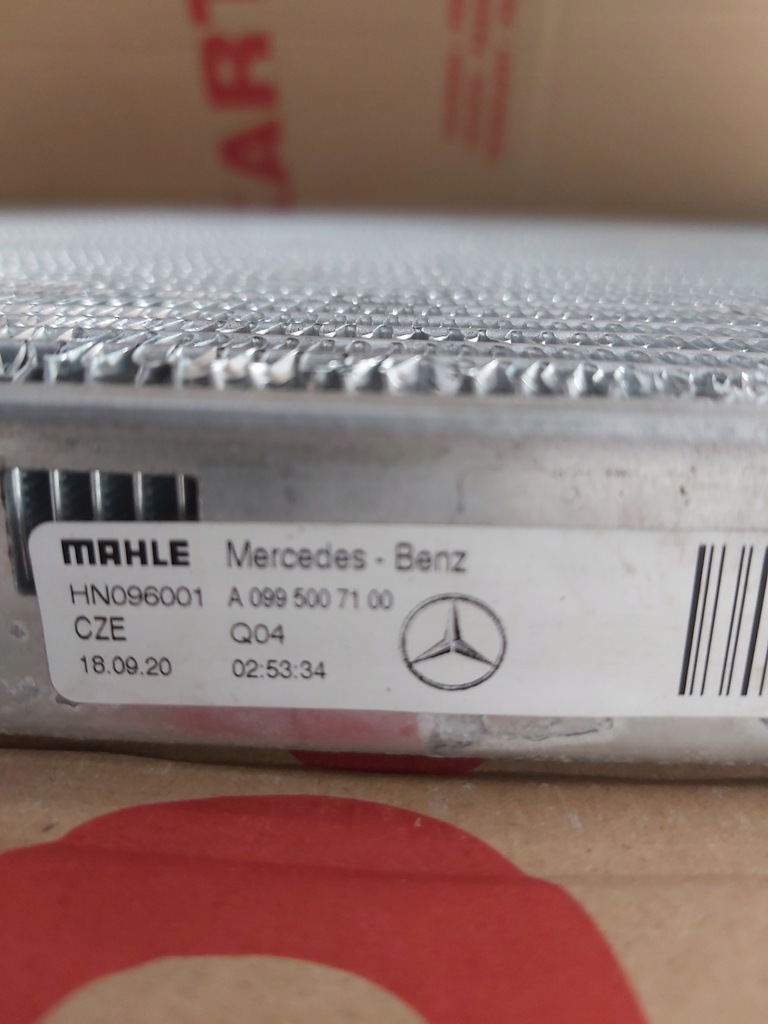 MAHLE Mercedes - Benz
HN096001 A 099 500 71 00
CZE Q04
18.09.20 02:53:34